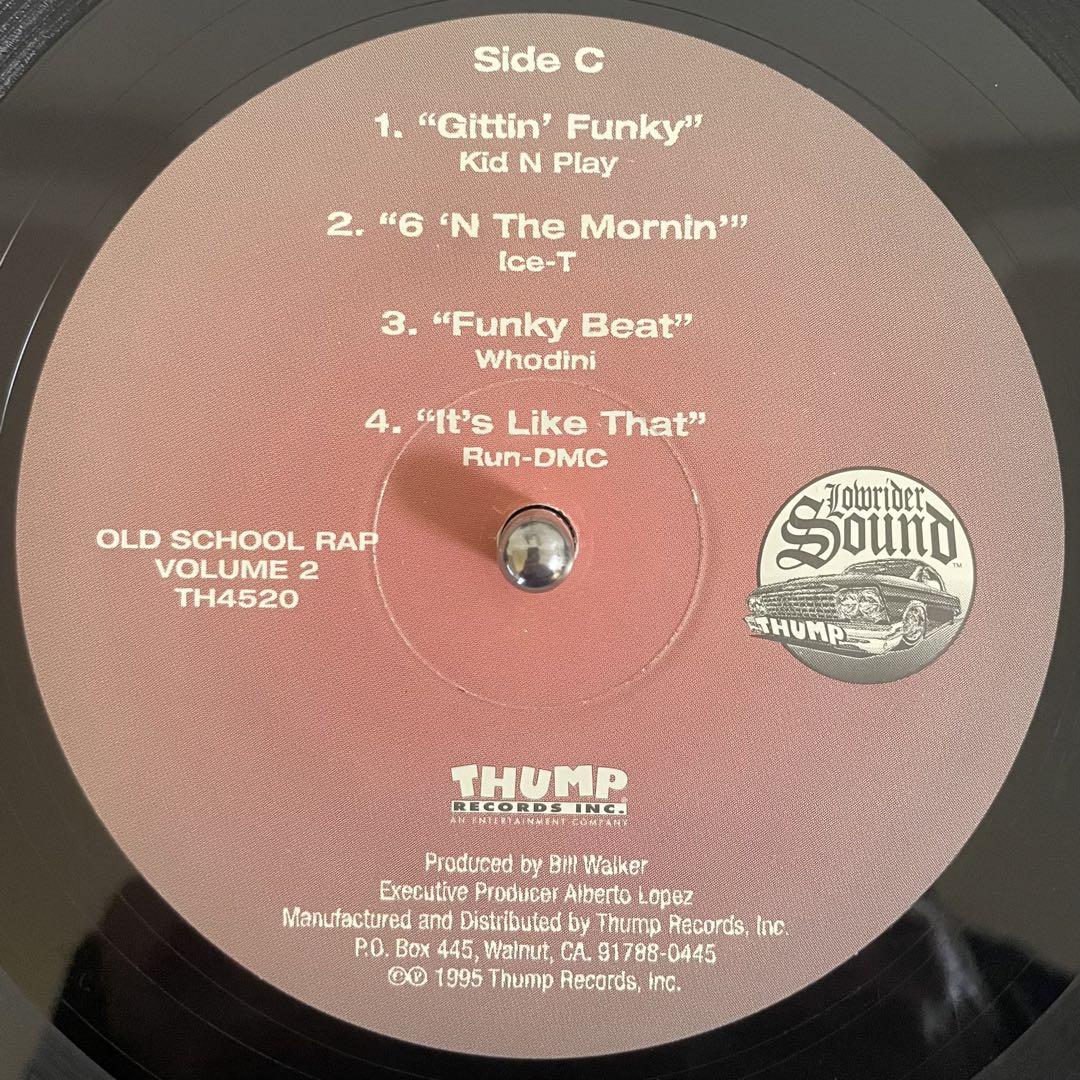 Side C
1. “Gittin’ Funky”
Kid N Play
2. “6 ‘N The Mornin’”
Ice-T
3. “Funky Beat”
Whodini
4. “It’s Like That”
Run-DMC
OLD SCHOOL RAP
VOLUME 2
TH4520
Lowrider
Sound™
THUMP
THUMP®
RECORDS INC.
AN ENTERTAINMENT COMPANY
Produced by Bill Walker
Executive Producer Alberto Lopez
Manufactured and Distributed by Thump Records, Inc.
P.O. Box 445, Walnut, CA. 91788-0445
©℗ 1995 Thump Records, Inc.